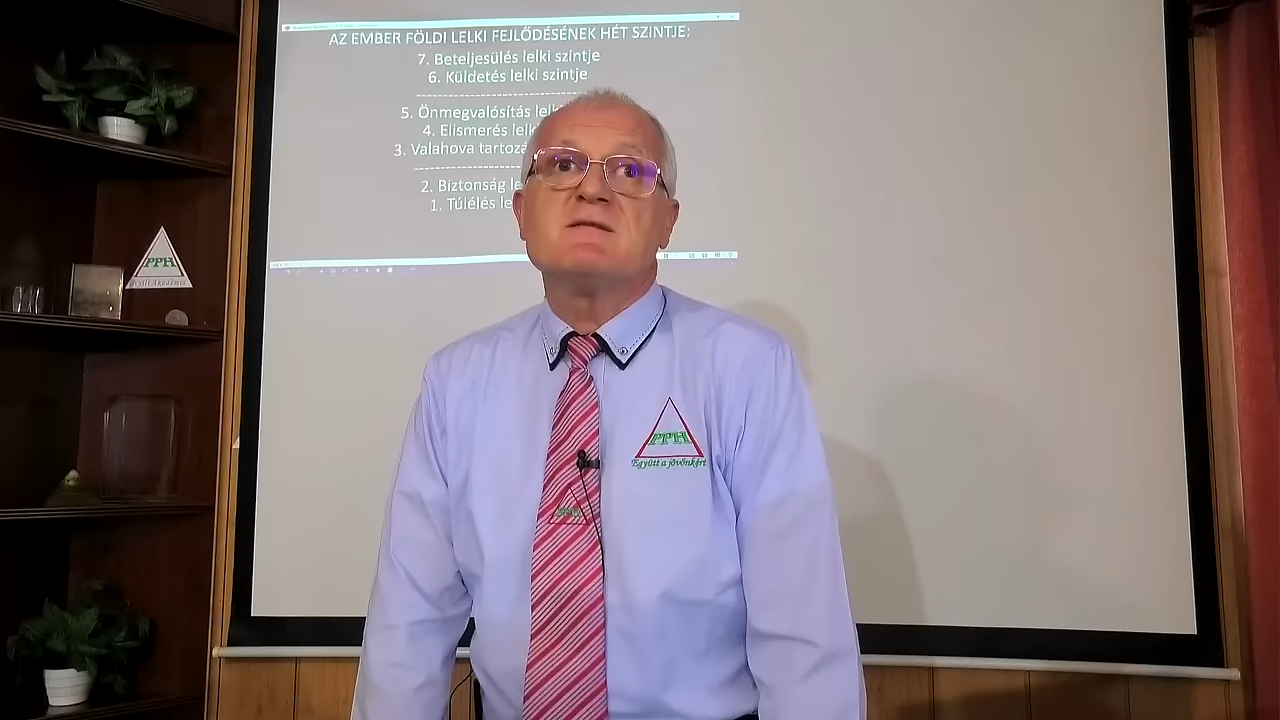 AZ EMBER FÖLDI LELKI FEJLŐDÉSÉNEK HÉT SZINTJE:
7. Beteljesülés lelki szintje
6. Küldetés lelki szintje
5. Önmegvalósítás
4. Elismerés
3. Valahova
2. Biztonság
1. Túlélés
PPH
PPH
Együtt a jövőnkért
PPH